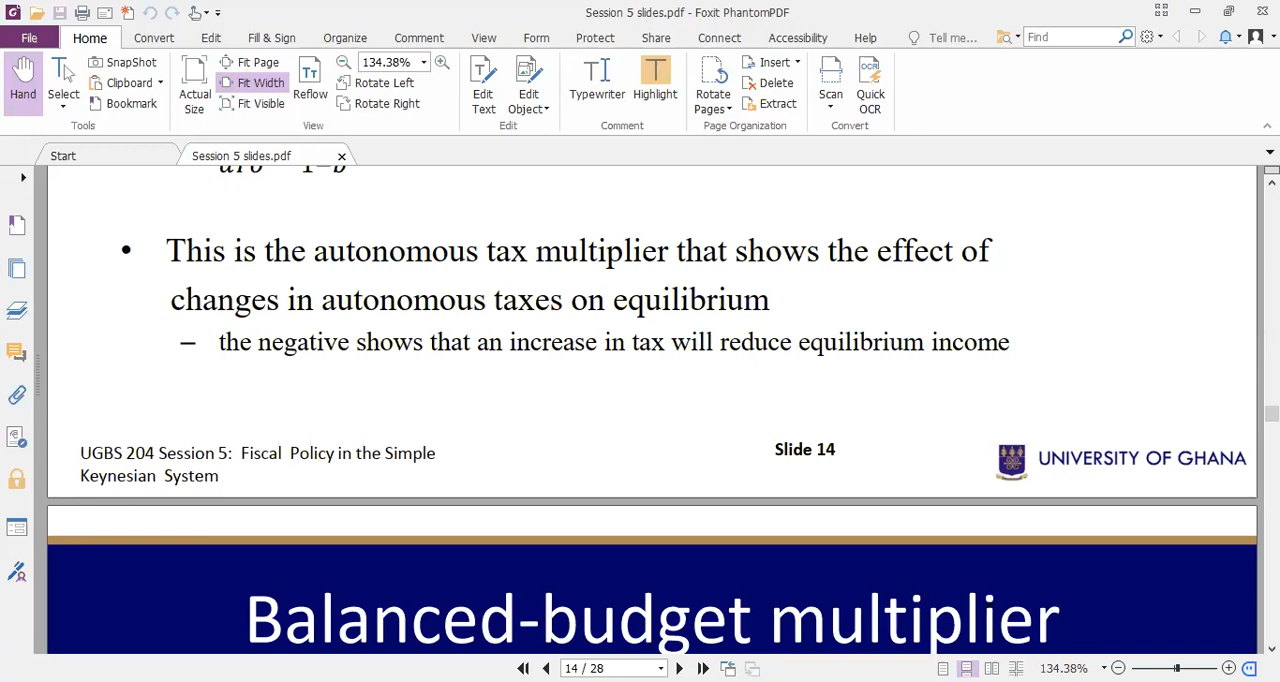 Session 5 slides.pdf - Foxit PhantomPDF
File Home Convert Edit Fill & Sign Organize Comment View Form Protect Share Connect Accessibility Help Tell me... Find
Hand
Select
SnapShot
Clipboard
Bookmark
Tools
Actual Size
Fit Page
Fit Width
Fit Visible
Reflow
134.38%
Rotate Left
Rotate Right
View
Edit Text
Edit Object
Edit
Typewriter
Highlight
Comment
Rotate Pages
Insert
Delete
Extract
Page Organization
Scan
Quick OCR
Convert
Start
Session 5 slides.pdf
• This is the autonomous tax multiplier that shows the effect of
changes in autonomous taxes on equilibrium
– the negative shows that an increase in tax will reduce equilibrium income
UGBS 204 Session 5: Fiscal Policy in the Simple
Keynesian System
Slide 14
UNIVERSITY OF GHANA
Balanced-budget multiplier
14 / 28
134.38%